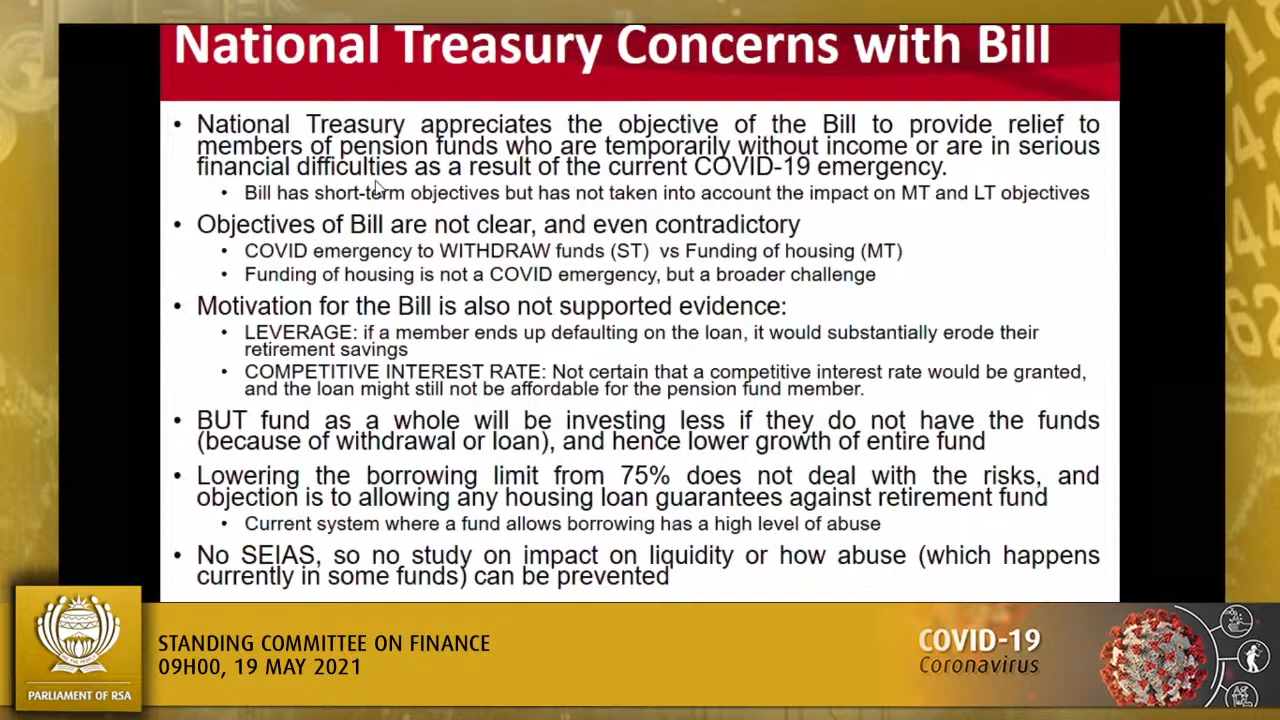 National Treasury Concerns with Bill
• National Treasury appreciates the objective of the Bill to provide relief to
members of pension funds who are temporarily without income or are in serious
financial difficulties as a result of the current COVID-19 emergency.
• Bill has short-term objectives but has not taken into account the impact on MT and LT objectives
• Objectives of Bill are not clear, and even contradictory
• COVID emergency to WITHDRAW funds (ST) vs Funding of housing (MT)
• Funding of housing is not a COVID emergency, but a broader challenge
• Motivation for the Bill is also not supported evidence:
• LEVERAGE: if a member ends up defaulting on the loan, it would substantially erode their
retirement savings
• COMPETITIVE INTEREST RATE: Not certain that a competitive interest rate would be granted,
and the loan might still not be affordable for the pension fund member.
• BUT fund as a whole will be investing less if they do not have the funds
(because of withdrawal or loan), and hence lower growth of entire fund
• Lowering the borrowing limit from 75% does not deal with the risks, and
objection is to allowing any housing loan guarantees against retirement fund
• Current system where a fund allows borrowing has a high level of abuse
• No SEIAS, so no study on impact on liquidity or how abuse (which happens
currently in some funds) can be prevented
STANDING COMMITTEE ON FINANCE
09H00, 19 MAY 2021
PARLIAMENT OF RSA
COVID-19
Coronavirus